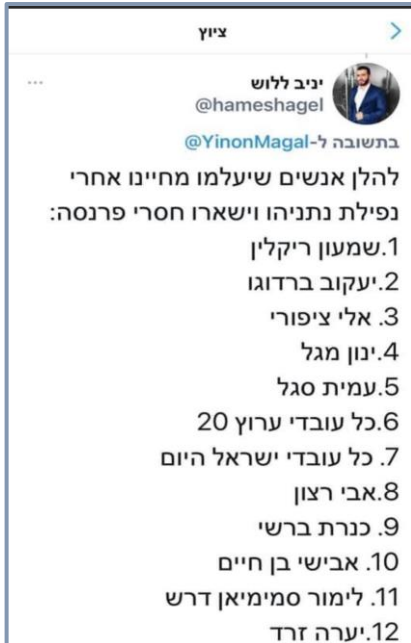 ציוץ
יניב ללוש
@hameshagel
בתשובה ל-YinonMagal@
להלן אנשים שיעלמו מחיינו אחרי
נפילת נתניהו וישארו חסרי פרנסה:
1.שמעון ריקלין
2.יעקוב ברדוגו
3. אלי ציפורי
4.ינון מגל
5.עמית סגל
6.כל עובדי ערוץ 20
7. כל עובדי ישראל היום
8.אבי רצון
9. כנרת ברשי
10. אבישי בן חיים
11. לימור סמימיאן דרש
12.יערה זרד